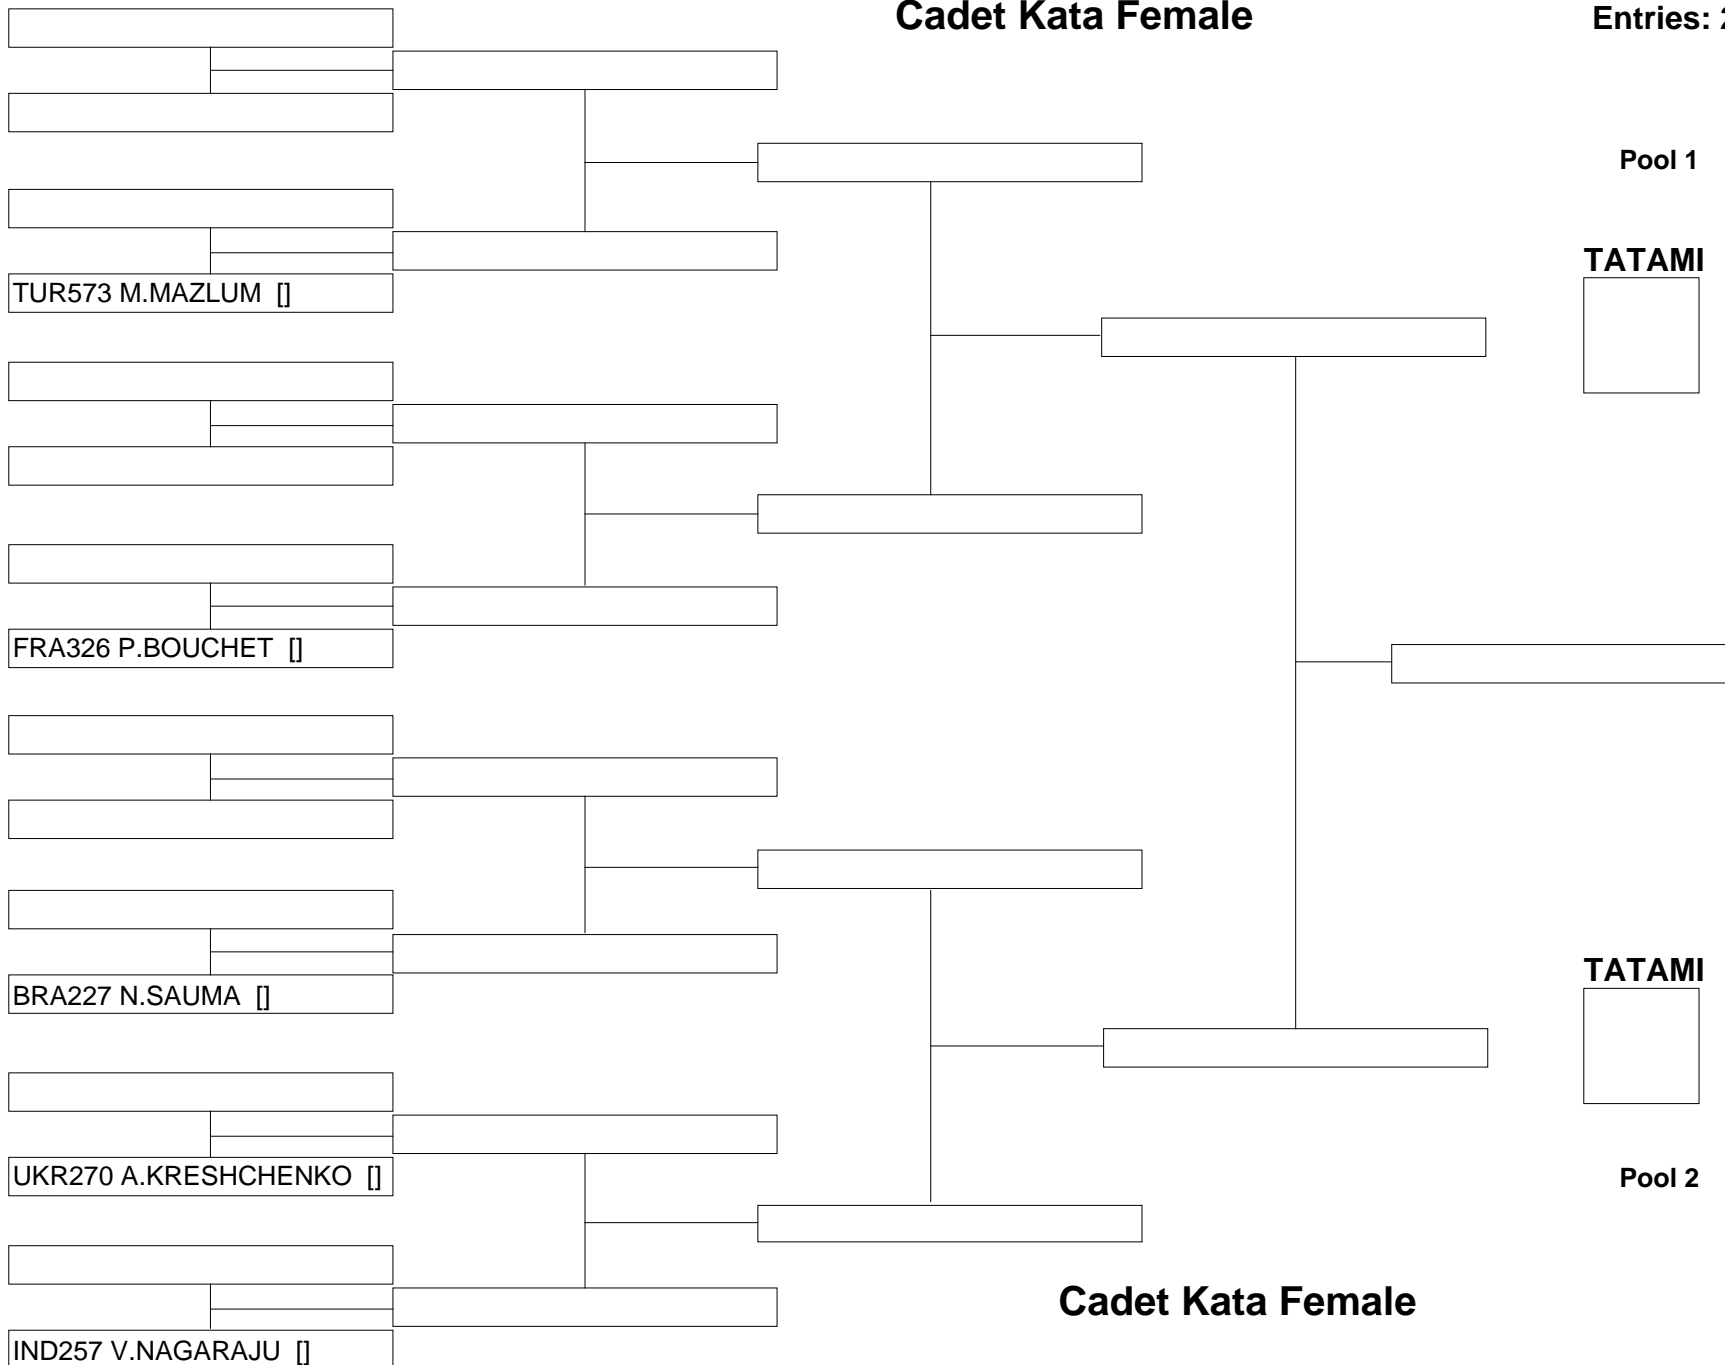 Cadet Kata Female
Entries: 2
Pool 1
TATAMI
TUR573 M.MAZLUM []
FRA326 P.BOUCHET []
BRA227 N.SAUMA []
TATAMI
UKR270 A.KRESHCHENKO []
Pool 2
Cadet Kata Female
IND257 V.NAGARAJU []